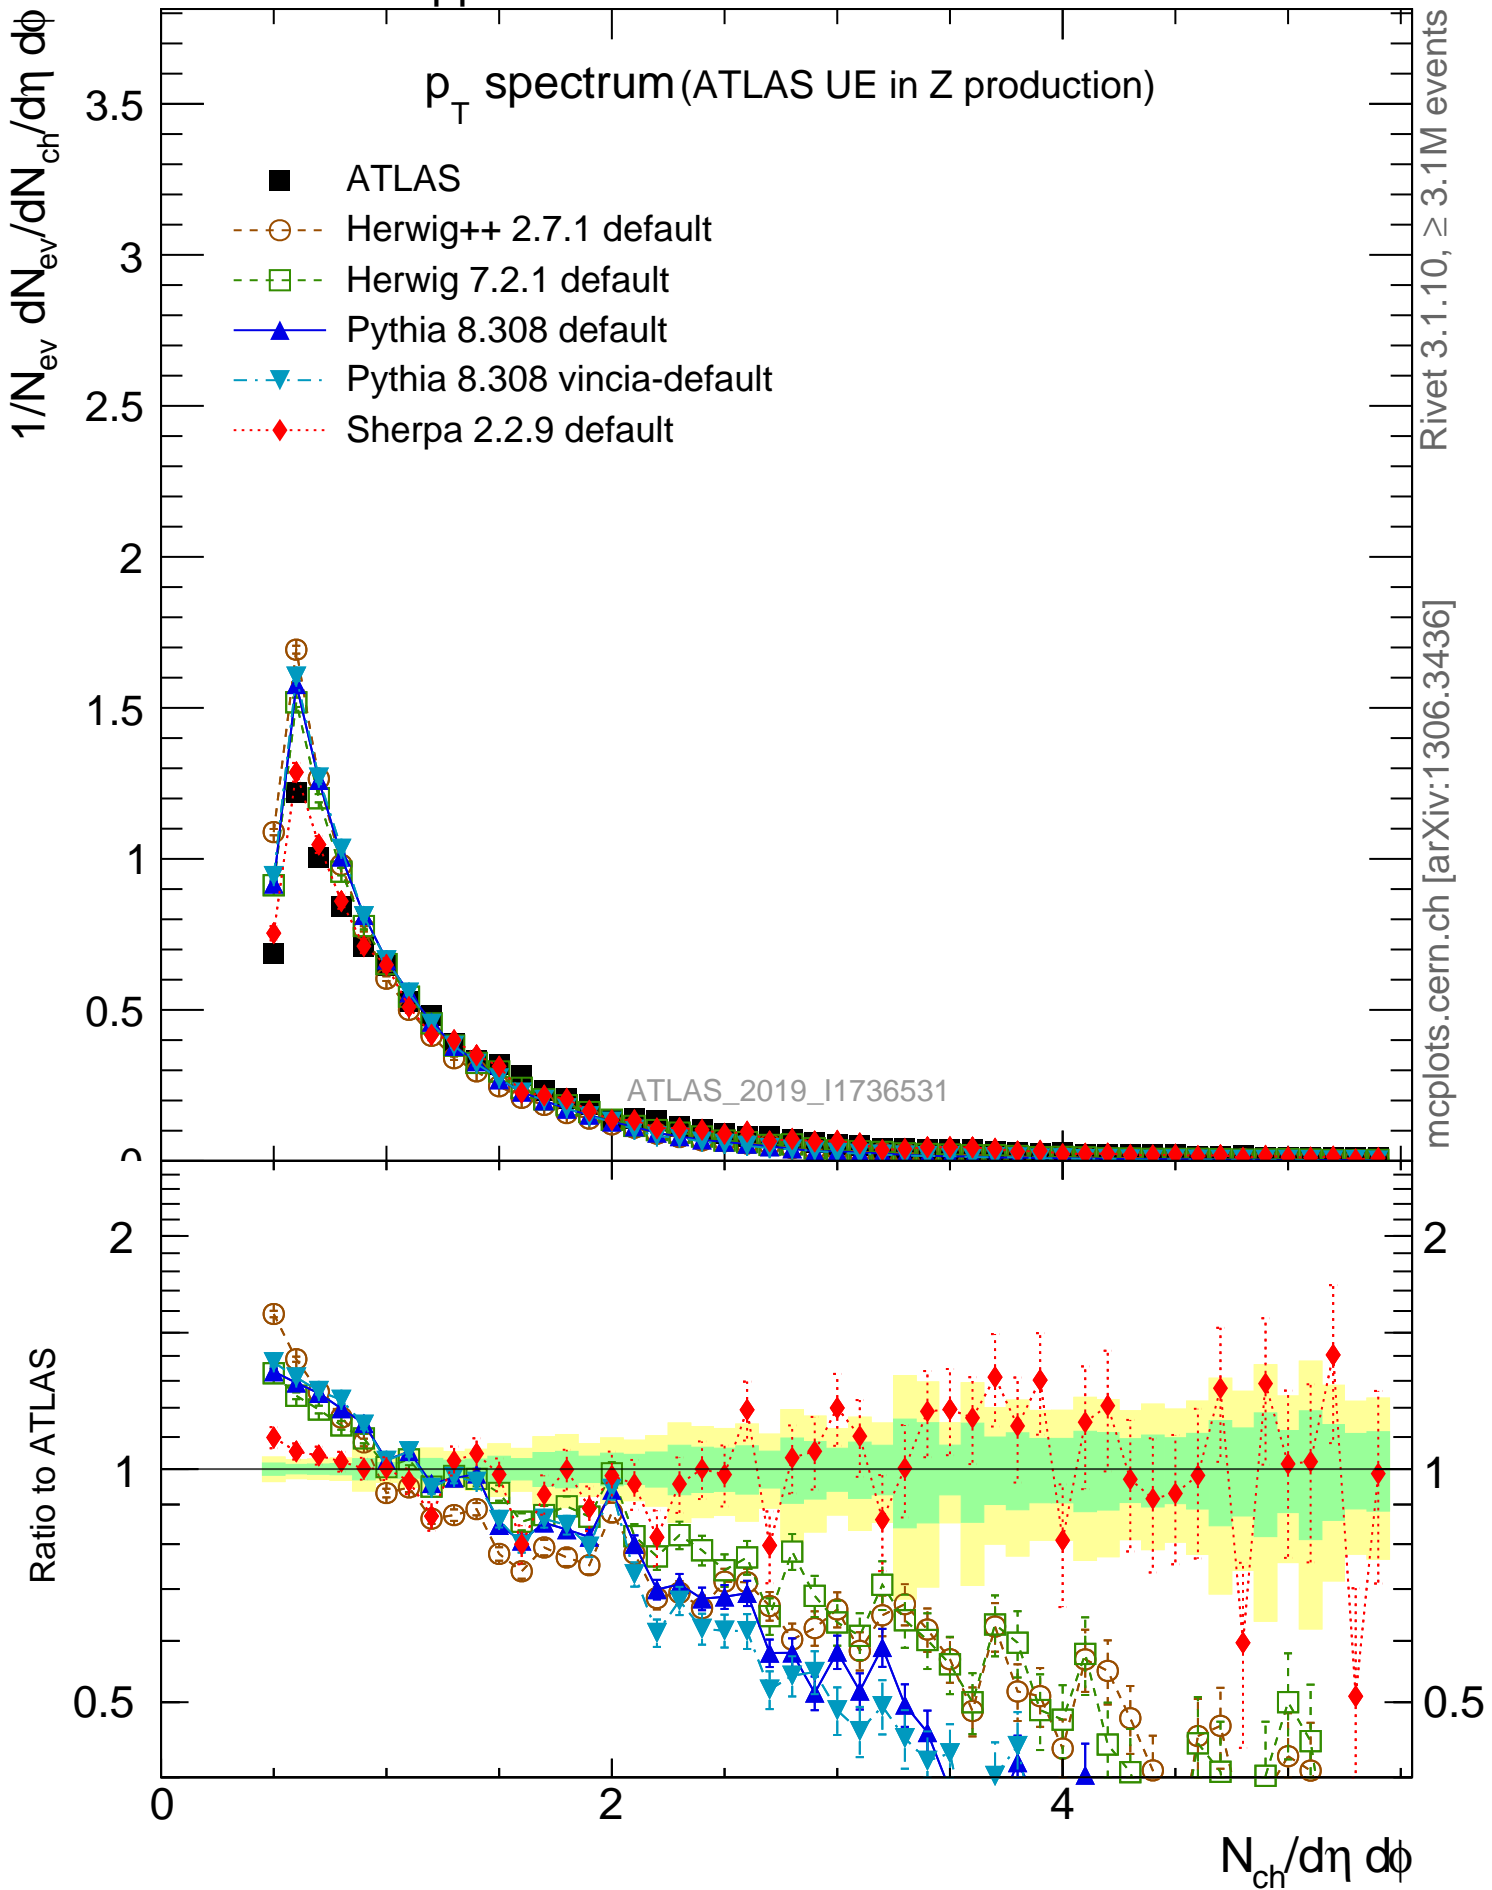 1/N_ev dN_ev/dN_ch/dη dϕ
p_T spectrum (ATLAS UE in Z production)
ATLAS
Herwig++ 2.7.1 default
Herwig 7.2.1 default
Pythia 8.308 default
Pythia 8.308 vincia-default
Sherpa 2.2.9 default
3.5
3
2.5
2
1.5
1
0.5
0
ATLAS_2019_I1736531
Rivet 3.1.10, ≥ 3.1M events
mcplots.cern.ch [arXiv:1306.3436]
Ratio to ATLAS
2
1
0.5
2
1
0.5
0
2
4
N_ch/dη dϕ